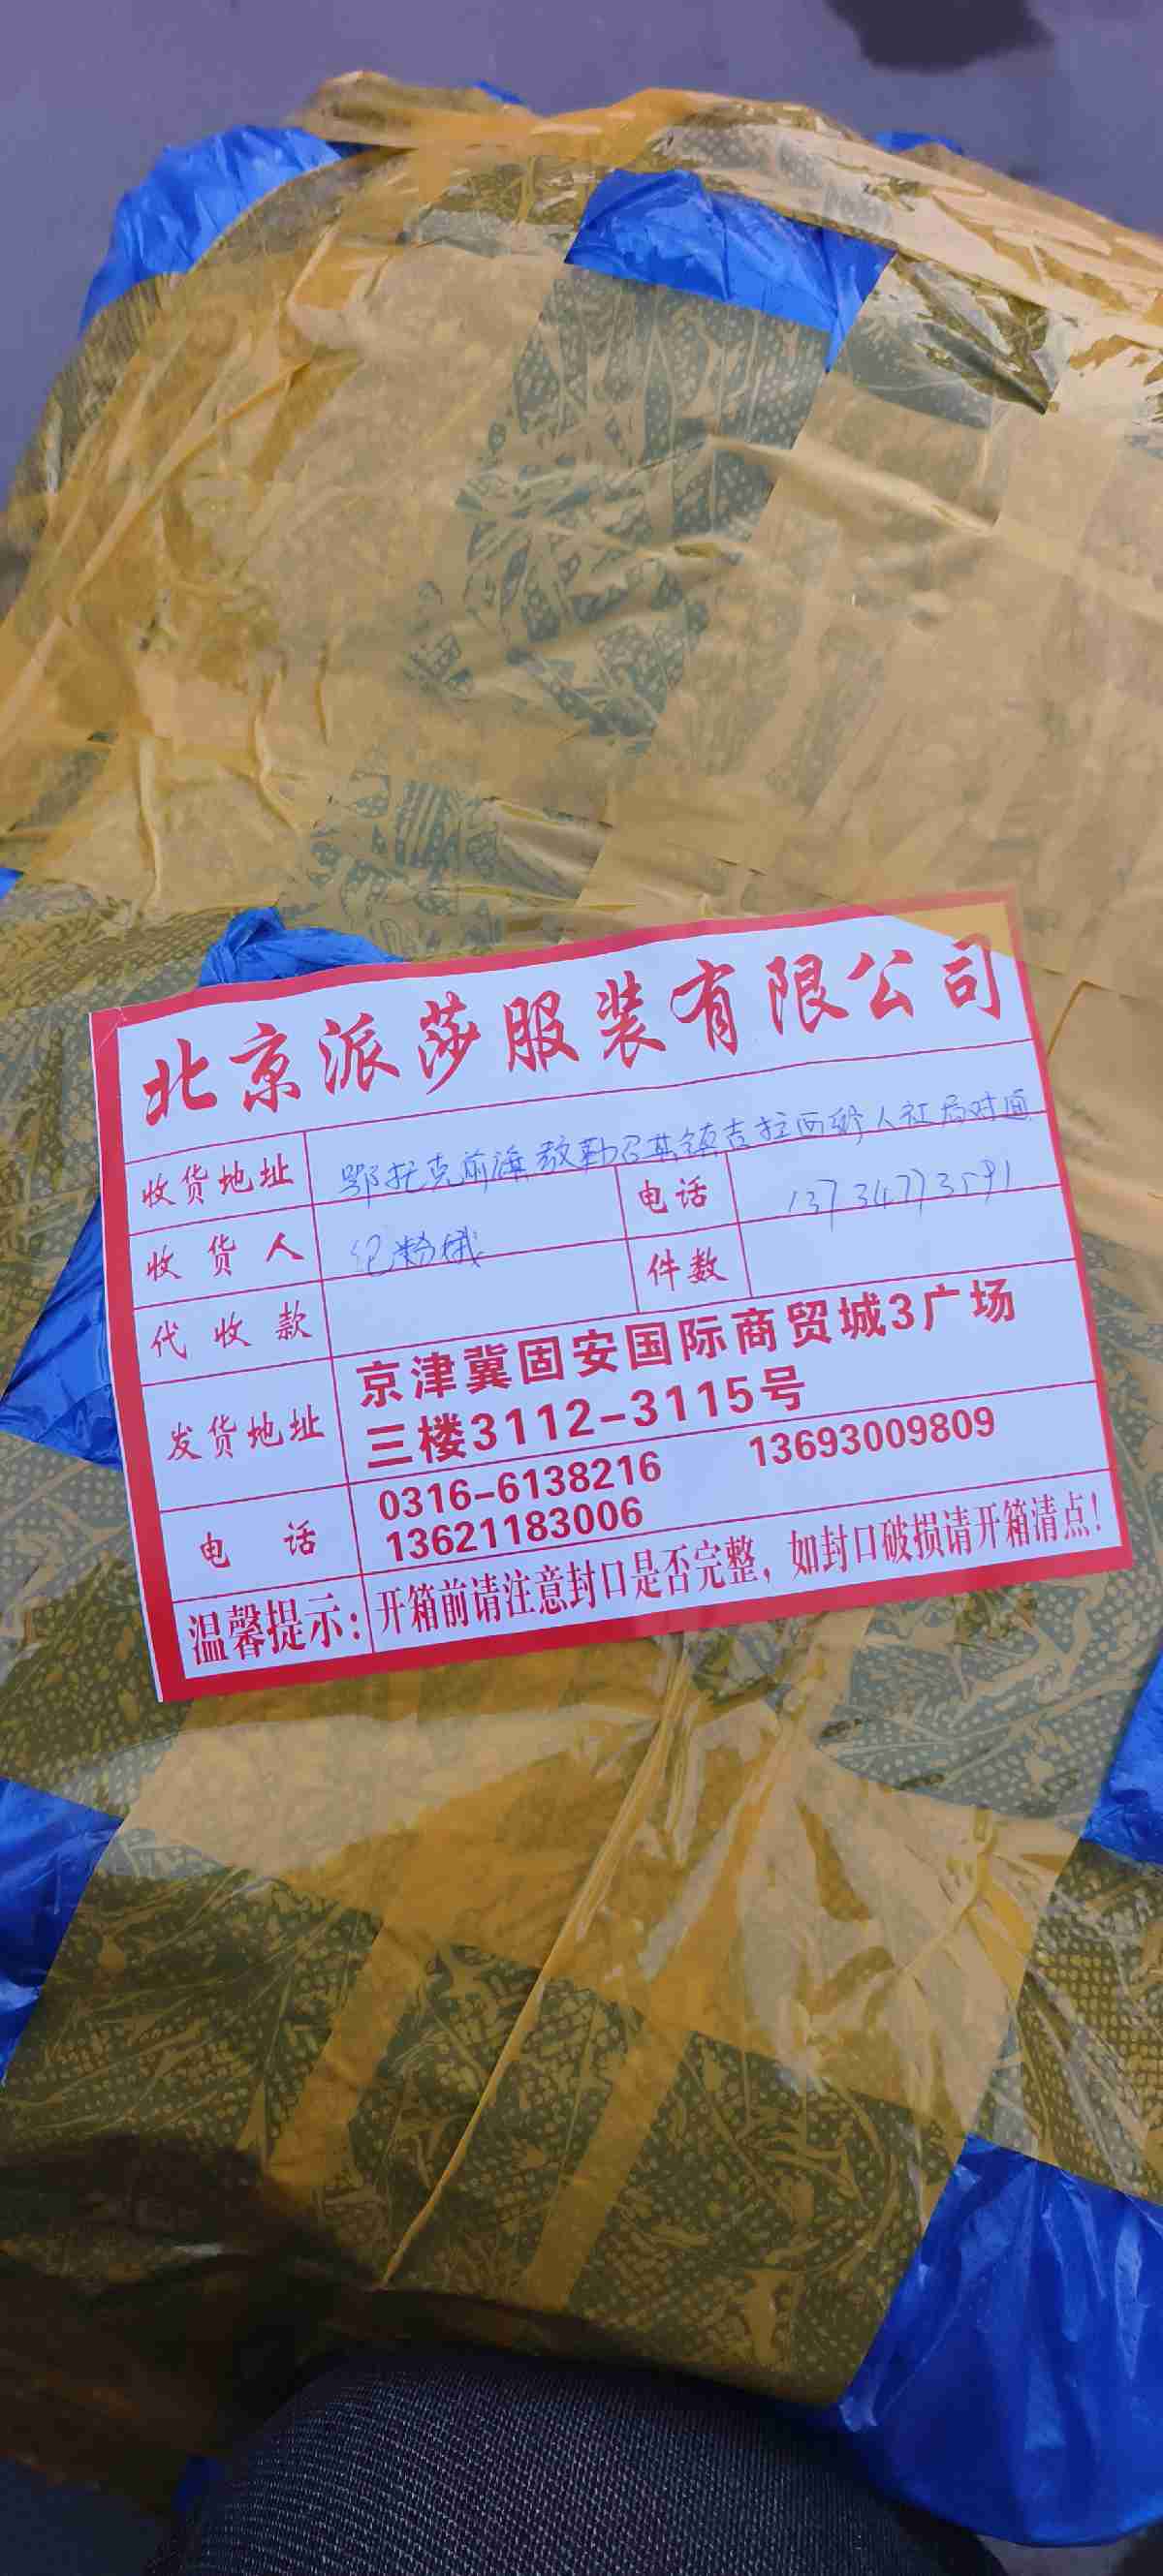 北京派莎服装有限公司
收货地址 鄂托克前旗敖勒召其镇吉拉西街人社局对面
收货人 纪粉娥 电话 13734773591
代收款 件数
发货地址 京津冀固安国际商贸城3广场
三楼3112-3115号
电话 0316-6138216 13693009809
13621183006
温馨提示: 开箱前请注意封口是否完整,如封口破损请开箱清点!